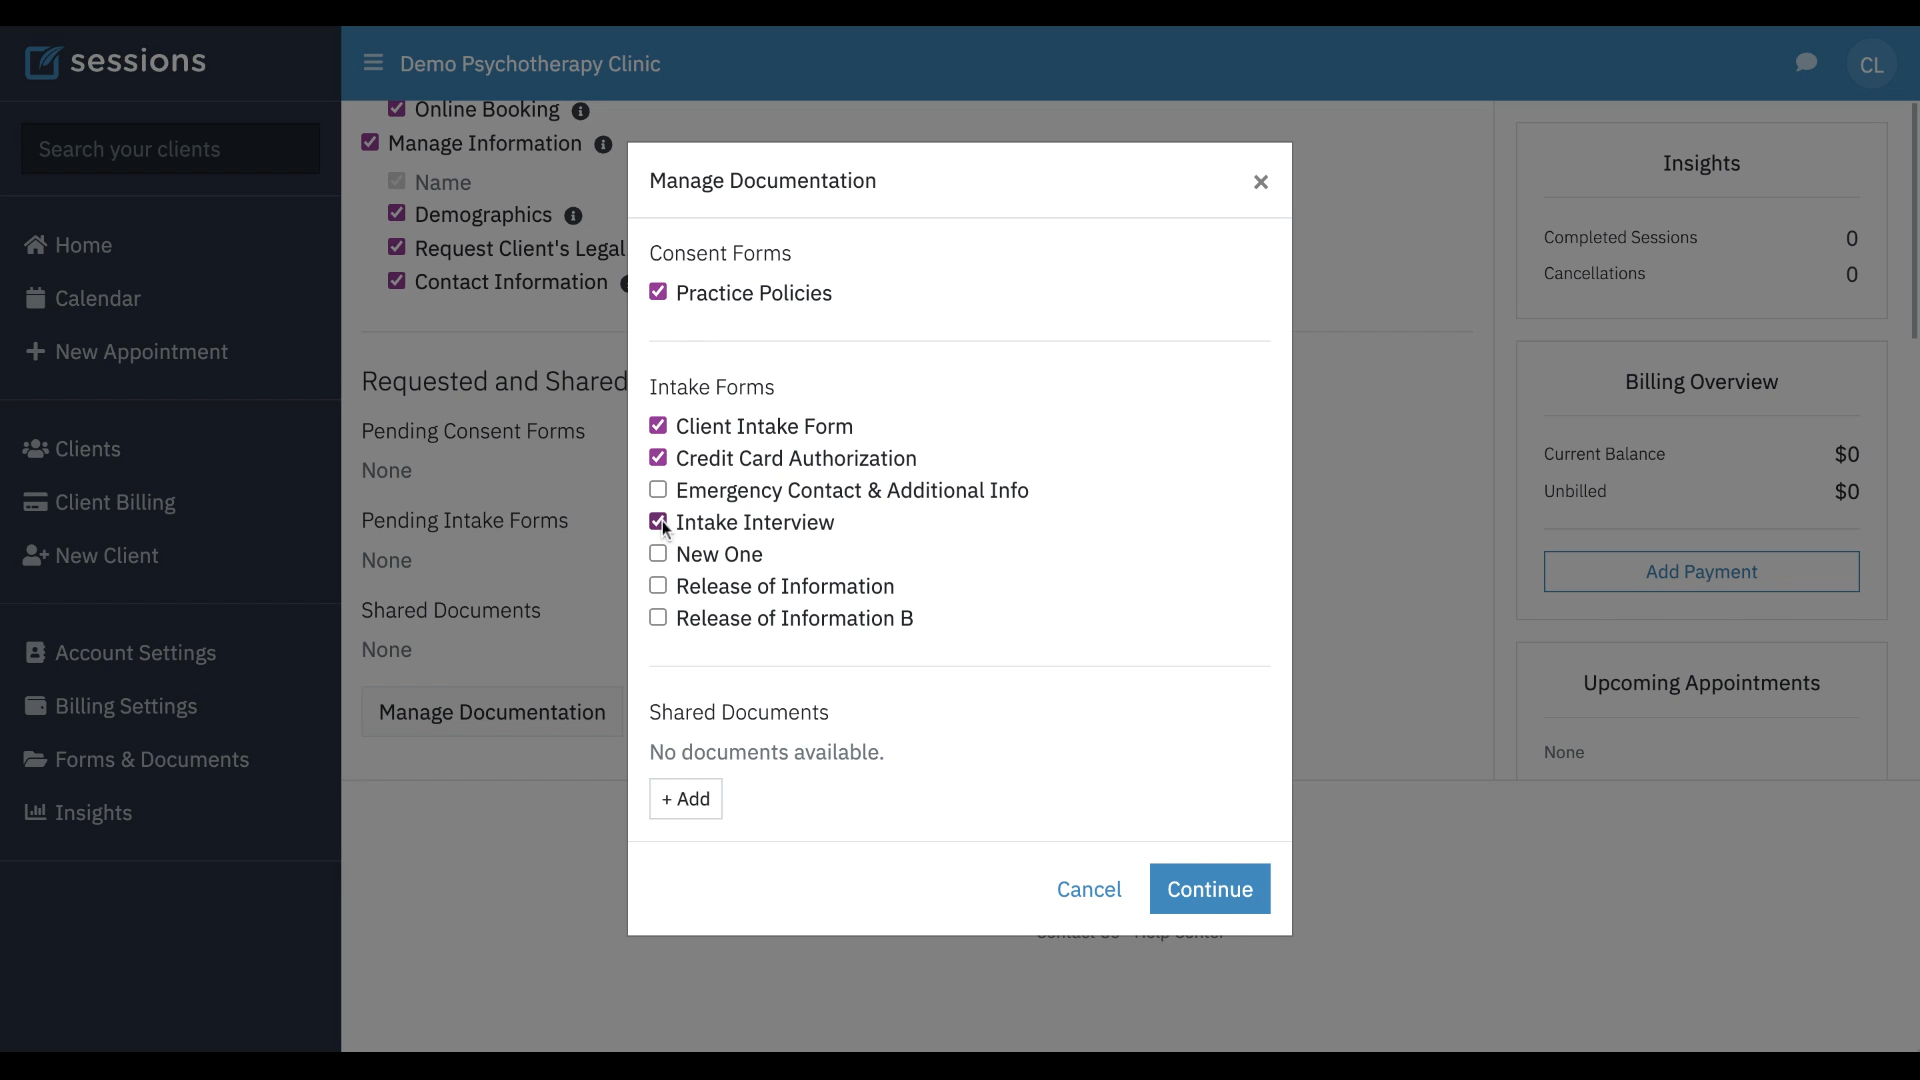 sessions
Search your clients
Home
Calendar
+ New Appointment
Clients
Client Billing
New Client
Account Settings
Billing Settings
Forms & Documents
Insights
Demo Psychotherapy Clinic
CL
Online Booking
Manage Information
Name
Demographics
Request Client's Legal
Contact Information
Requested and Shared
Pending Consent Forms
None
Pending Intake Forms
None
Shared Documents
None
Manage Documentation
Manage Documentation
×
Consent Forms
Practice Policies
Intake Forms
Client Intake Form
Credit Card Authorization
Emergency Contact & Additional Info
Intake Interview
New One
Release of Information
Release of Information B
Shared Documents
No documents available.
+ Add
Cancel
Continue
Insights
Completed Sessions 0
Cancellations 0
Billing Overview
Current Balance $0
Unbilled $0
Add Payment
Upcoming Appointments
None